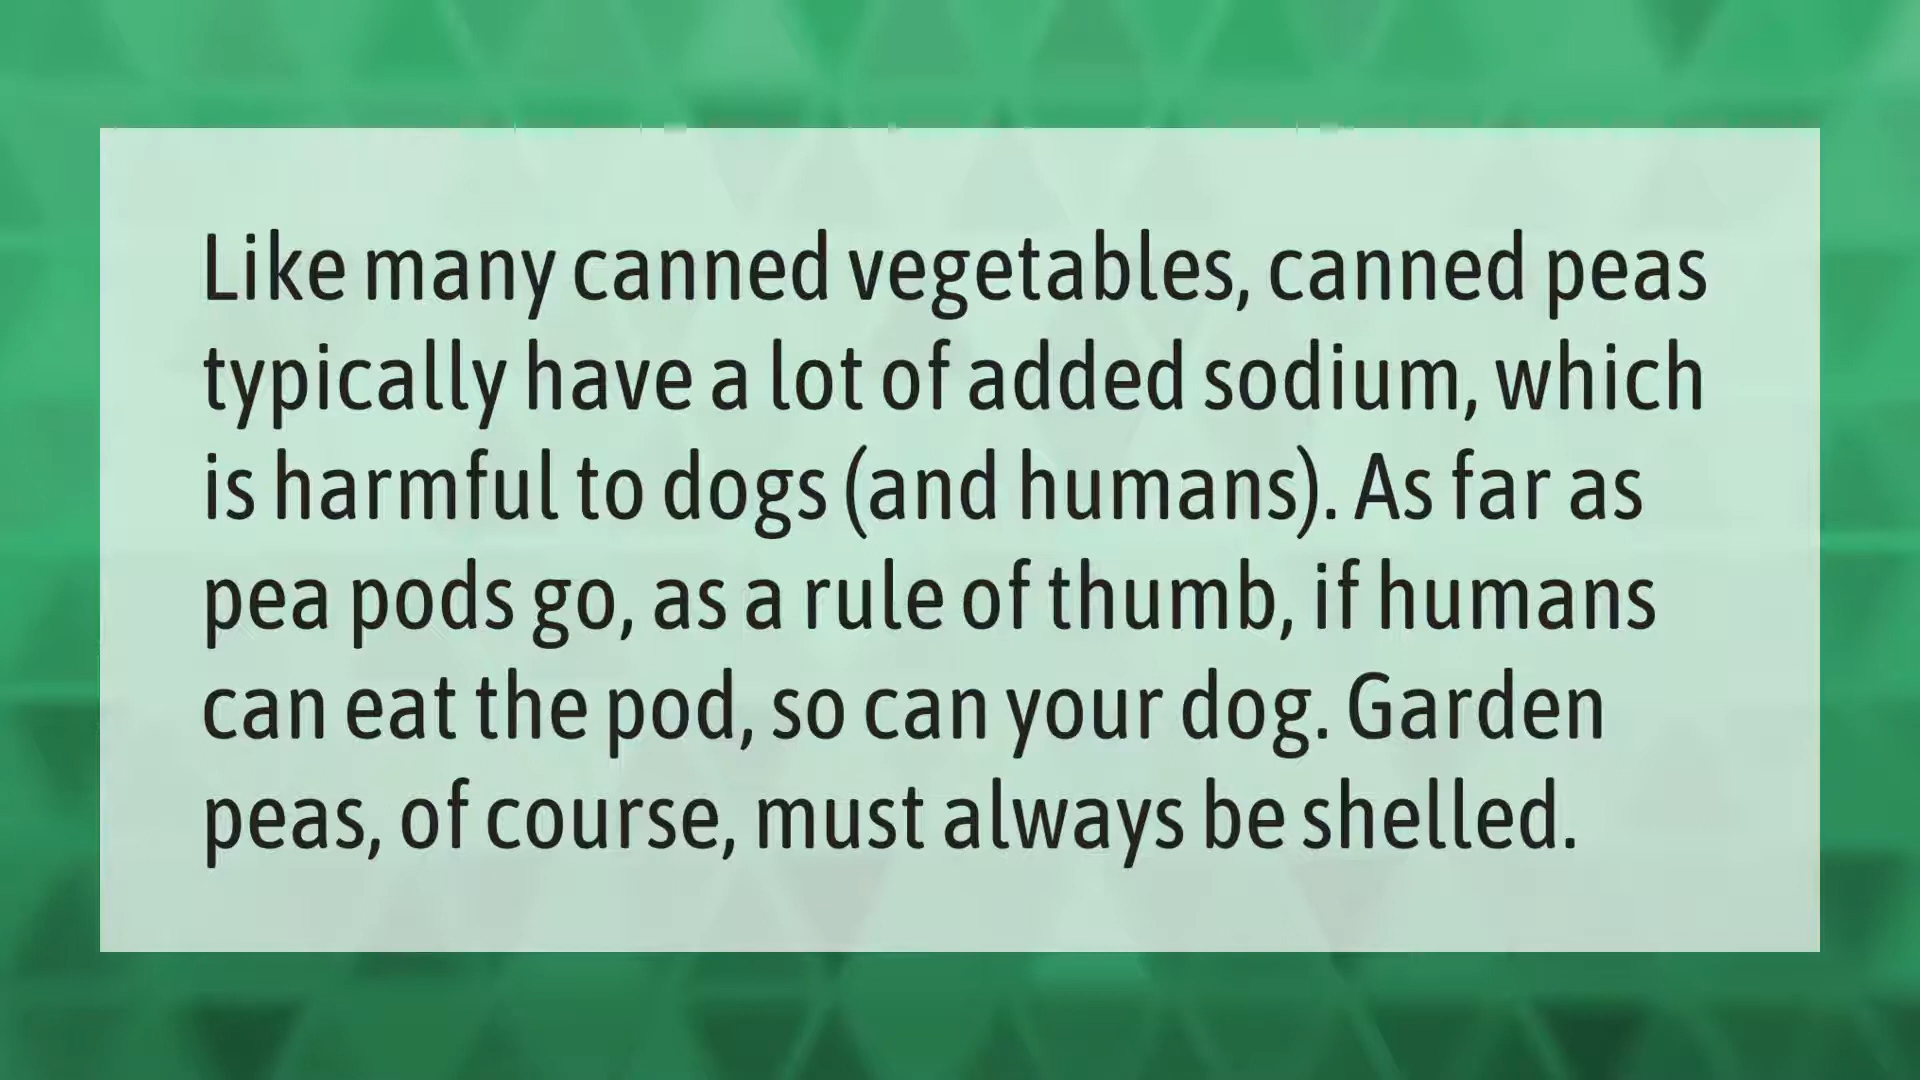 Like many canned vegetables, canned peas
typically have a lot of added sodium, which
is harmful to dogs (and humans). As far as
pea pods go, as a rule of thumb, if humans
can eat the pod, so can your dog. Garden
peas, of course, must always be shelled.